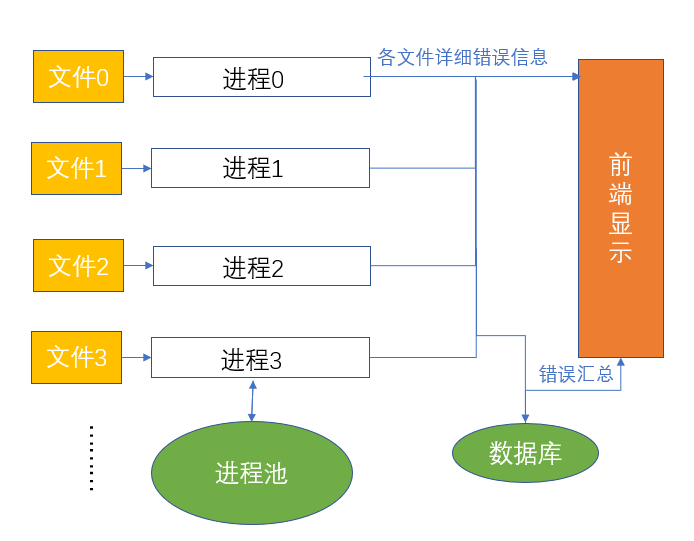 各文件详细错误信息
文件0
进程0
文件1
进程1
前
端
显
示
文件2
进程2
文件3
进程3
错误汇总
进程池
数据库